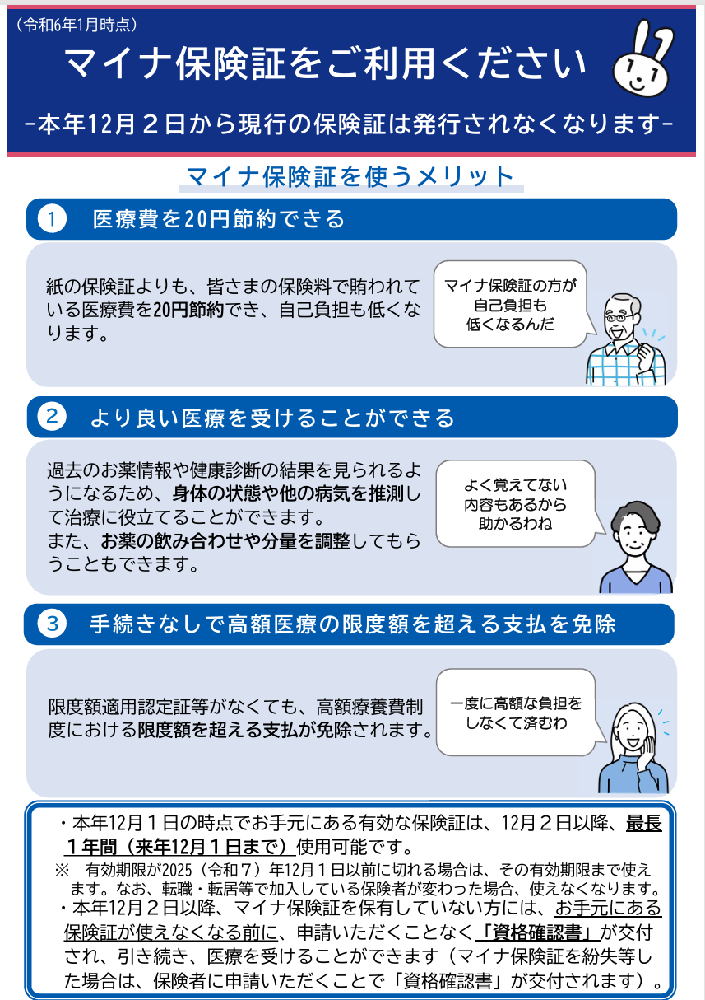 （令和6年1月時点）
マイナ保険証をご利用ください
-本年12月２日から現行の保険証は発行されなくなります-
マイナ保険証を使うメリット
1 医療費を20円節約できる
紙の保険証よりも、皆さまの保険料で賄われて
いる医療費を20円節約でき、自己負担も低くな
ります。
マイナ保険証の方が
自己負担も
低くなるんだ
2 より良い医療を受けることができる
過去のお薬情報や健康診断の結果を見られるよ
うになるため、身体の状態や他の病気を推測し
て治療に役立てることができます。
また、お薬の飲み合わせや分量を調整してもら
うこともできます。
よく覚えてない
内容もあるから
助かるわね
3 手続きなしで高額医療の限度額を超える支払を免除
限度額適用認定証等がなくても、高額療養費制
度における限度額を超える支払が免除されます。
一度に高額な負担を
しなくて済むわ
・本年12月１日の時点でお手元にある有効な保険証は、12月２日以降、最長
１年間（来年12月１日まで）使用可能です。
※　有効期限が2025（令和７）年12月１日以前に切れる場合は、その有効期限まで使え
ます。なお、転職・転居等で加入している保険者が変わった場合、使えなくなります。
・本年12月２日以降、マイナ保険証を保有していない方には、お手元にある
保険証が使えなくなる前に、申請いただくことなく「資格確認書」が交付
され、引き続き、医療を受けることができます（マイナ保険証を紛失等し
た場合は、保険者に申請いただくことで「資格確認書」が交付されます）。